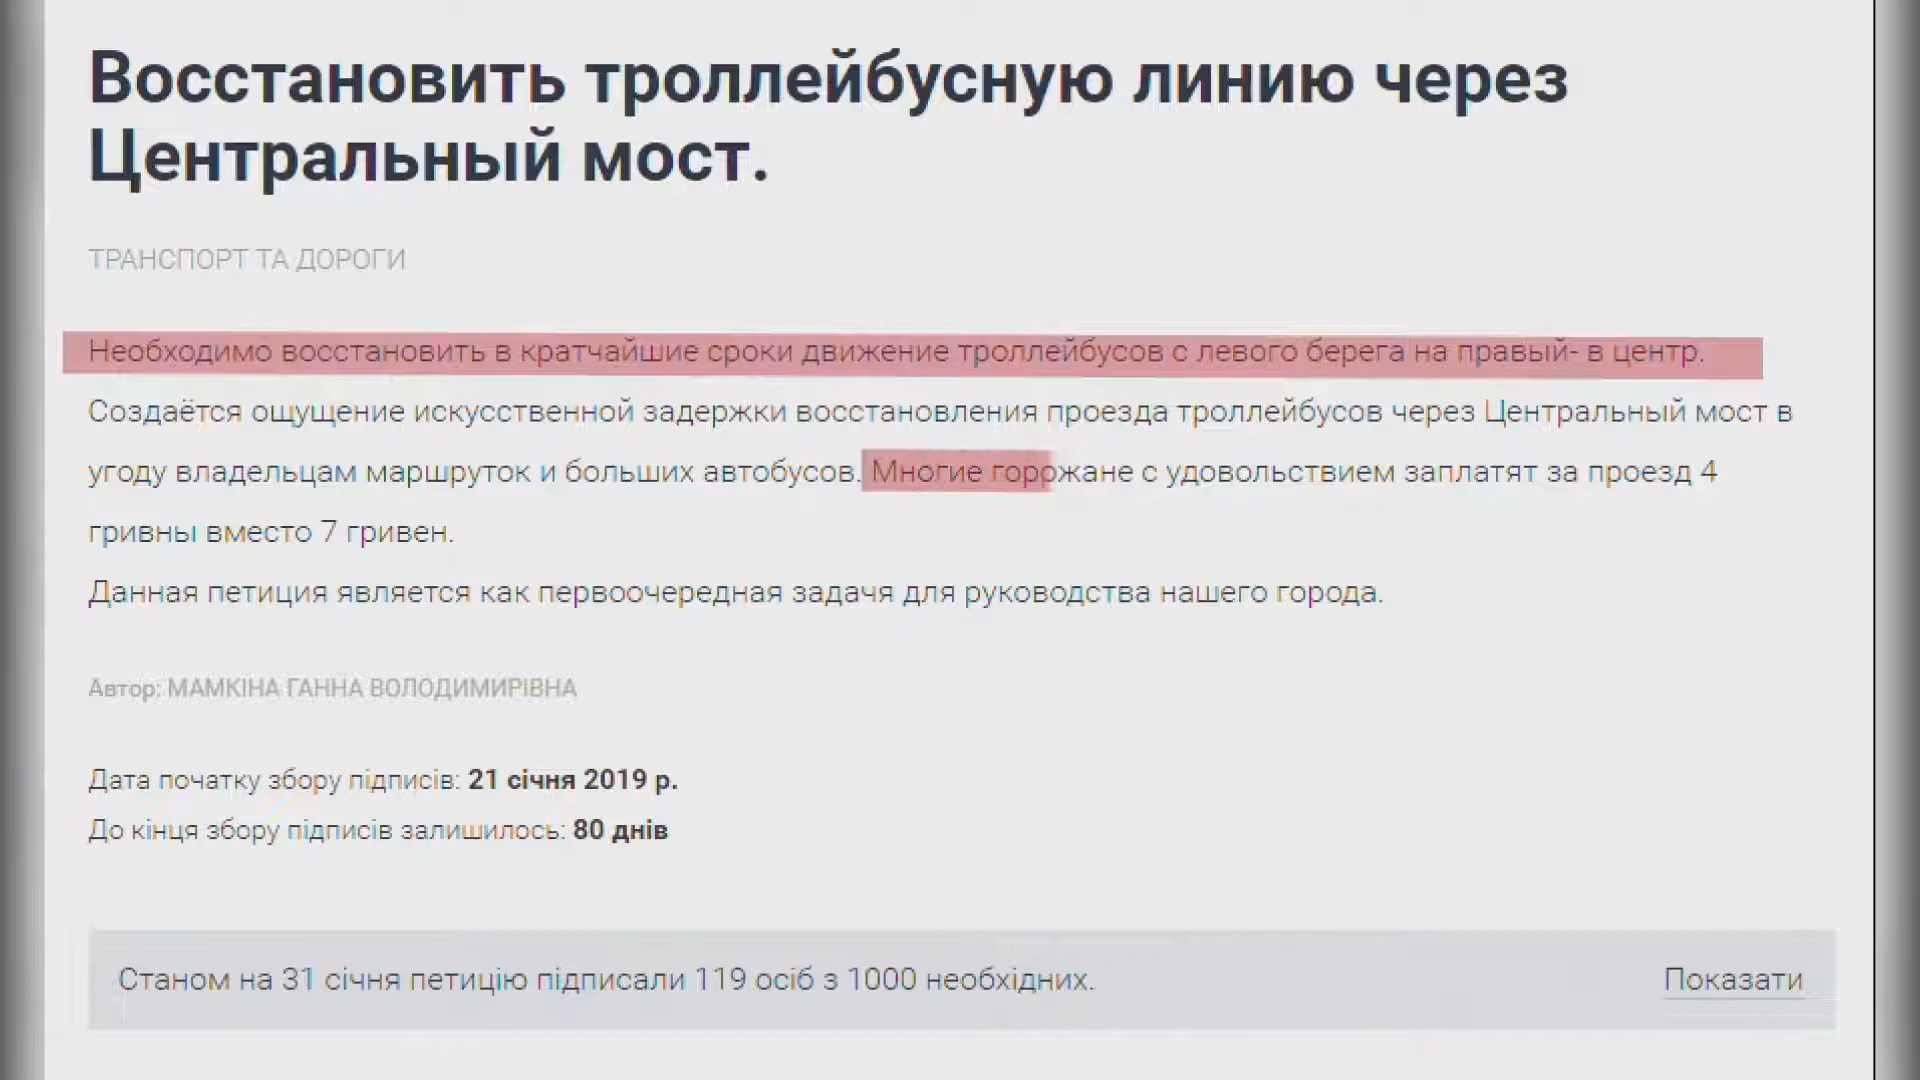 Восстановить троллейбусную линию через
Центральный мост.
ТРАНСПОРТ ТА ДОРОГИ
Необходимо восстановить в кратчайшие сроки движение троллейбусов с левого берега на правый- в центр.
Создаётся ощущение искусственной задержки восстановления проезда троллейбусов через Центральный мост в
угоду владельцам маршруток и больших автобусов. Многие горожане с удовольствием заплатят за проезд 4
гривны вместо 7 гривен.
Данная петиция является как первоочередная задачя для руководства нашего города.
Автор: МАМКІНА ГАННА ВОЛОДИМИРІВНА
Дата початку збору підписів: 21 січня 2019 р.
До кінця збору підписів залишилось: 80 днів
Станом на 31 січня петицію підписали 119 осіб з 1000 необхідних. Показати